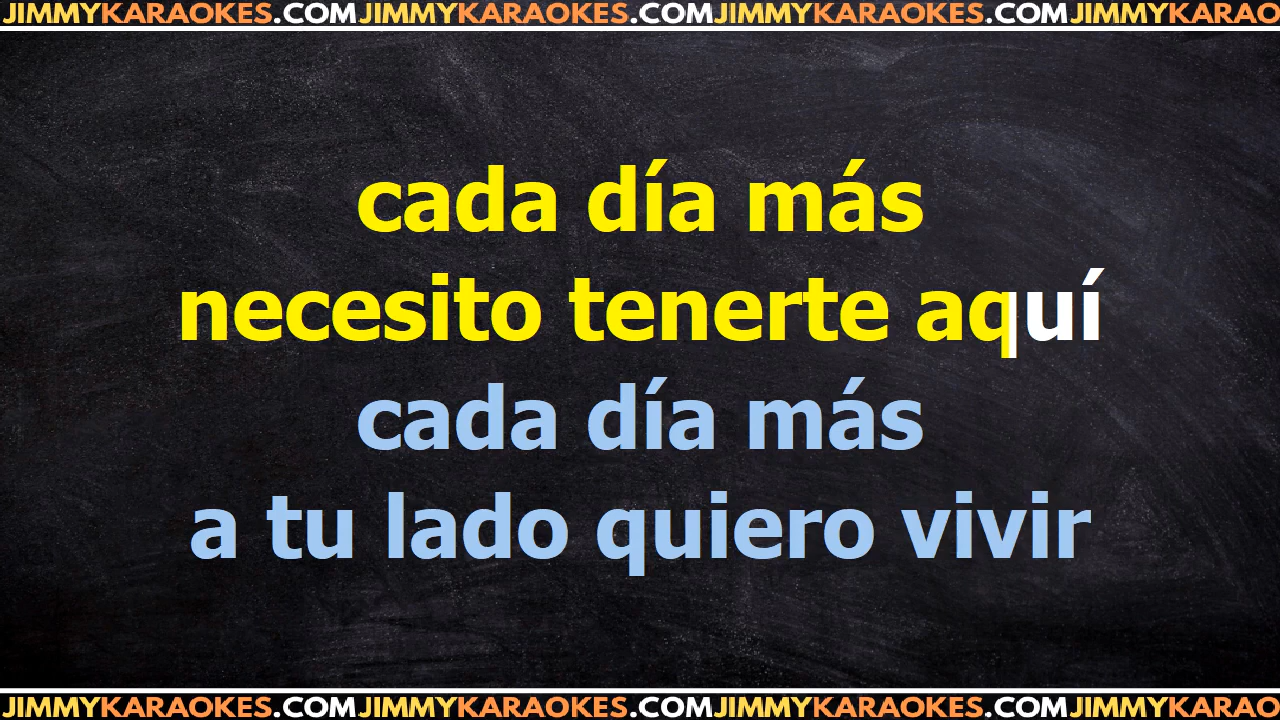 JIMMYKARAOKES.COMJIMMYKARAOKES.COMJIMMYKARAOKES.COMJIMMYKARAO
cada día más
necesito tenerte aquí
cada día más
a tu lado quiero vivir
JIMMYKARAOKES.COMJIMMYKARAOKES.COMJIMMYKARAOKES.COMJIMMYKARAO